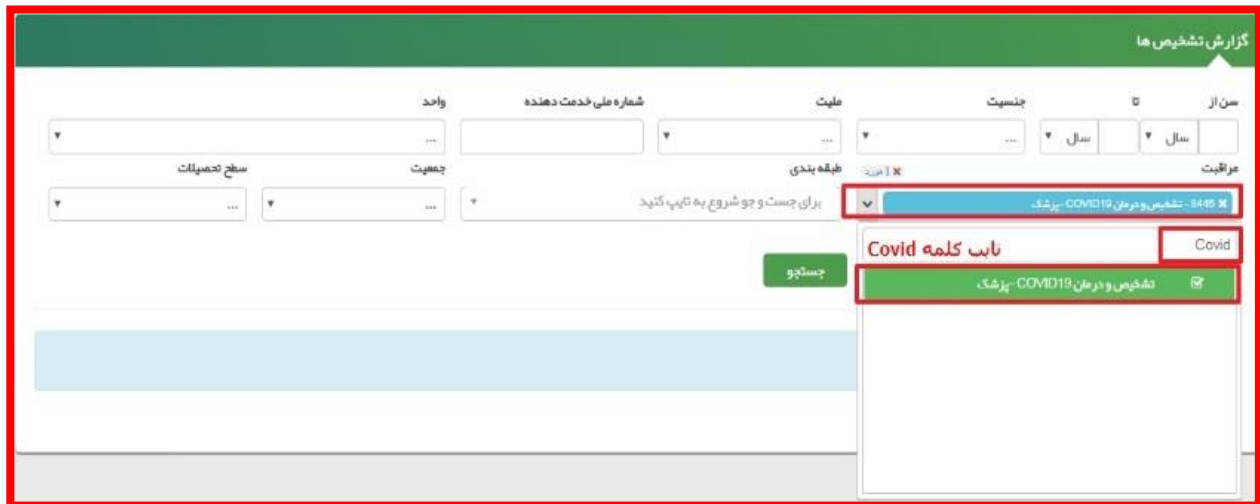 گزارش تشخیص ها
سن از تا جنسیت ملیت شماره ملی خدمت دهنده واحد
سال سال ... ... ...
مراقبت طبقه بندی جمعیت سطح تحصیلات
8445 - تشخیص و درمان COVID19 -پزشک برای جست و جو شروع به تایپ کنید ... ...
Covid تایپ کلمه Covid
تشخیص و درمان COVID19 -پزشک
جستجو